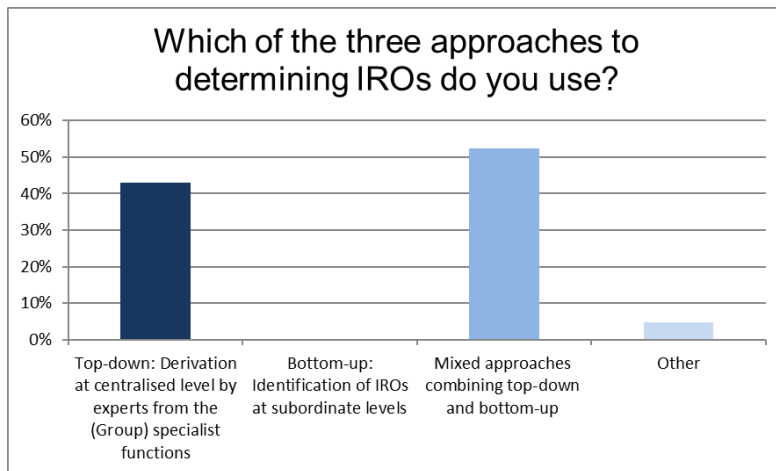 Which of the three approaches to
determining IROs do you use?
60%
50%
40%
30%
20%
10%
0%
Top-down: Derivation
at centralised level by
experts from the
(Group) specialist
functions
Bottom-up:
Identification of IROs
at subordinate levels
Mixed approaches
combining top-down
and bottom-up
Other